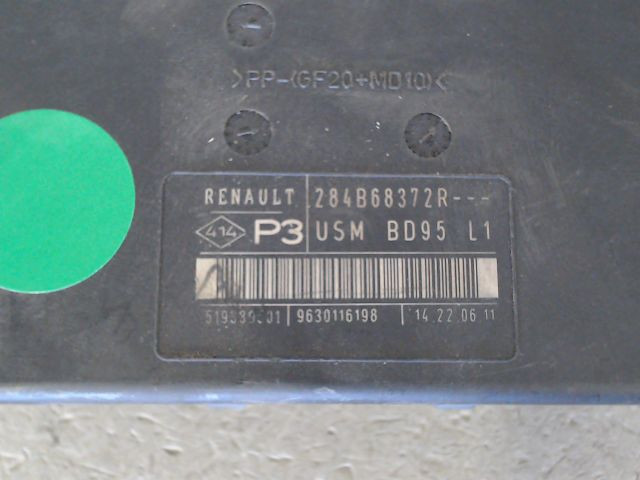 >PP-(GF20+MD10)<
RENAULT 284B68372R---
414 P3 USM BD95 L1
9630116198 14.22.06.11